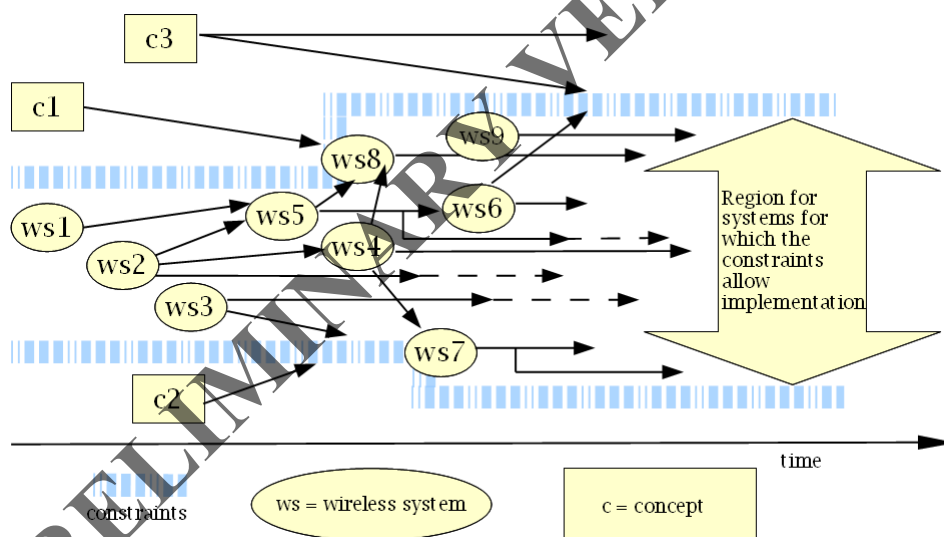 c3
c1
ws9
ws8
ws1
ws5
ws6
ws2
ws4
ws3
ws7
c2
Region for
systems for
which the
constraints
allow
implementation
time
constraints
ws = wireless system
c = concept
RELIMINARY VE